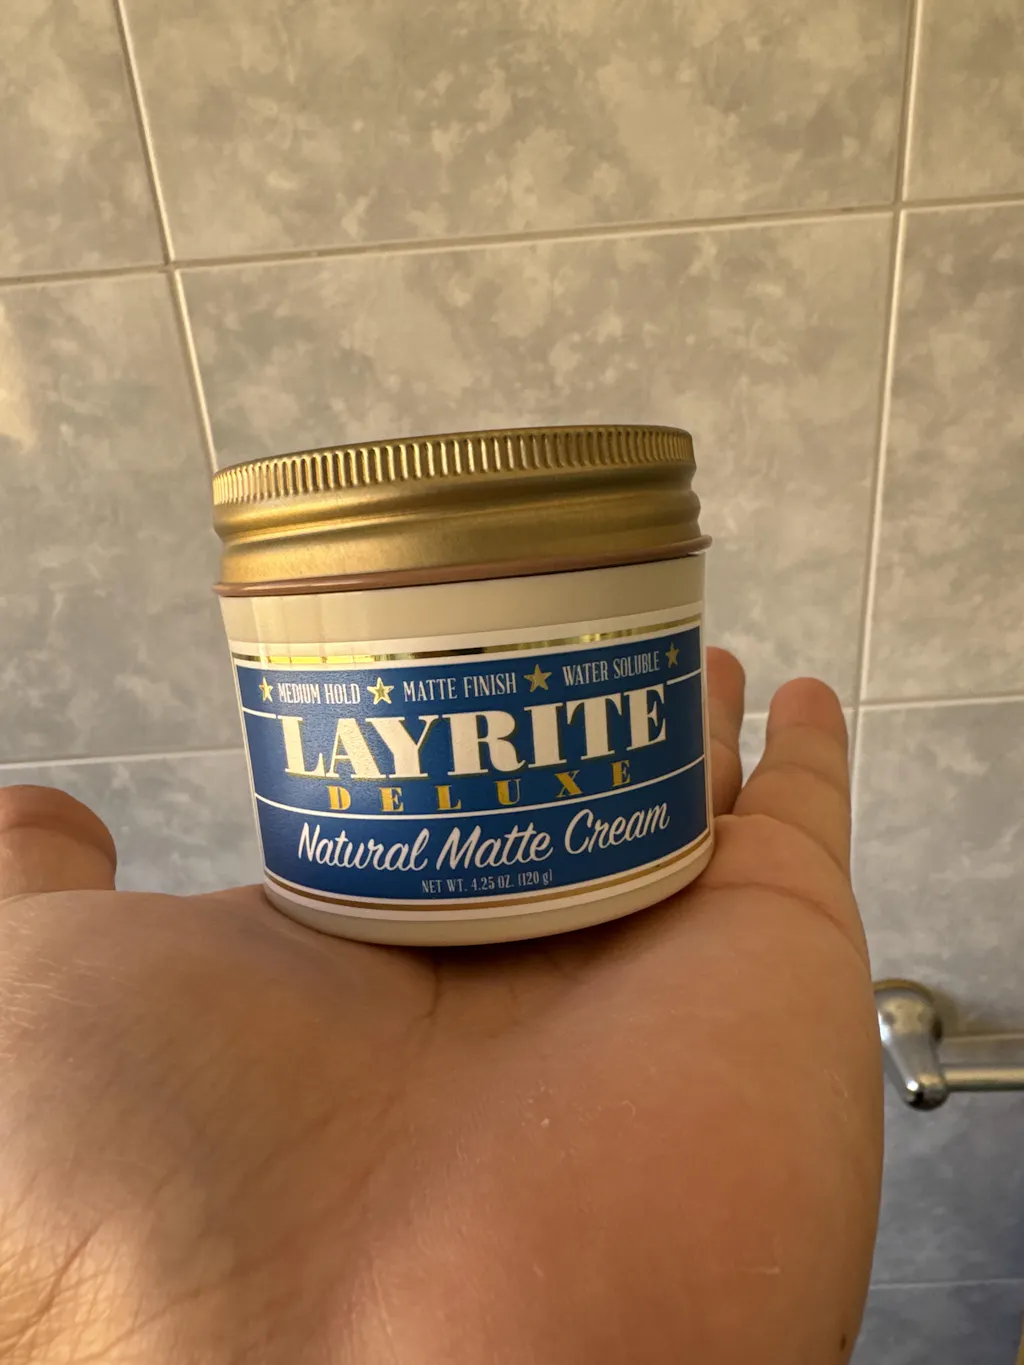 MEDIUM HOLD ★ MATTE FINISH ★ WATER SOLUBLE
LAYRITE
DELUXE
Natural Matte Cream
NET WT. 4.25 OZ. (120 g)